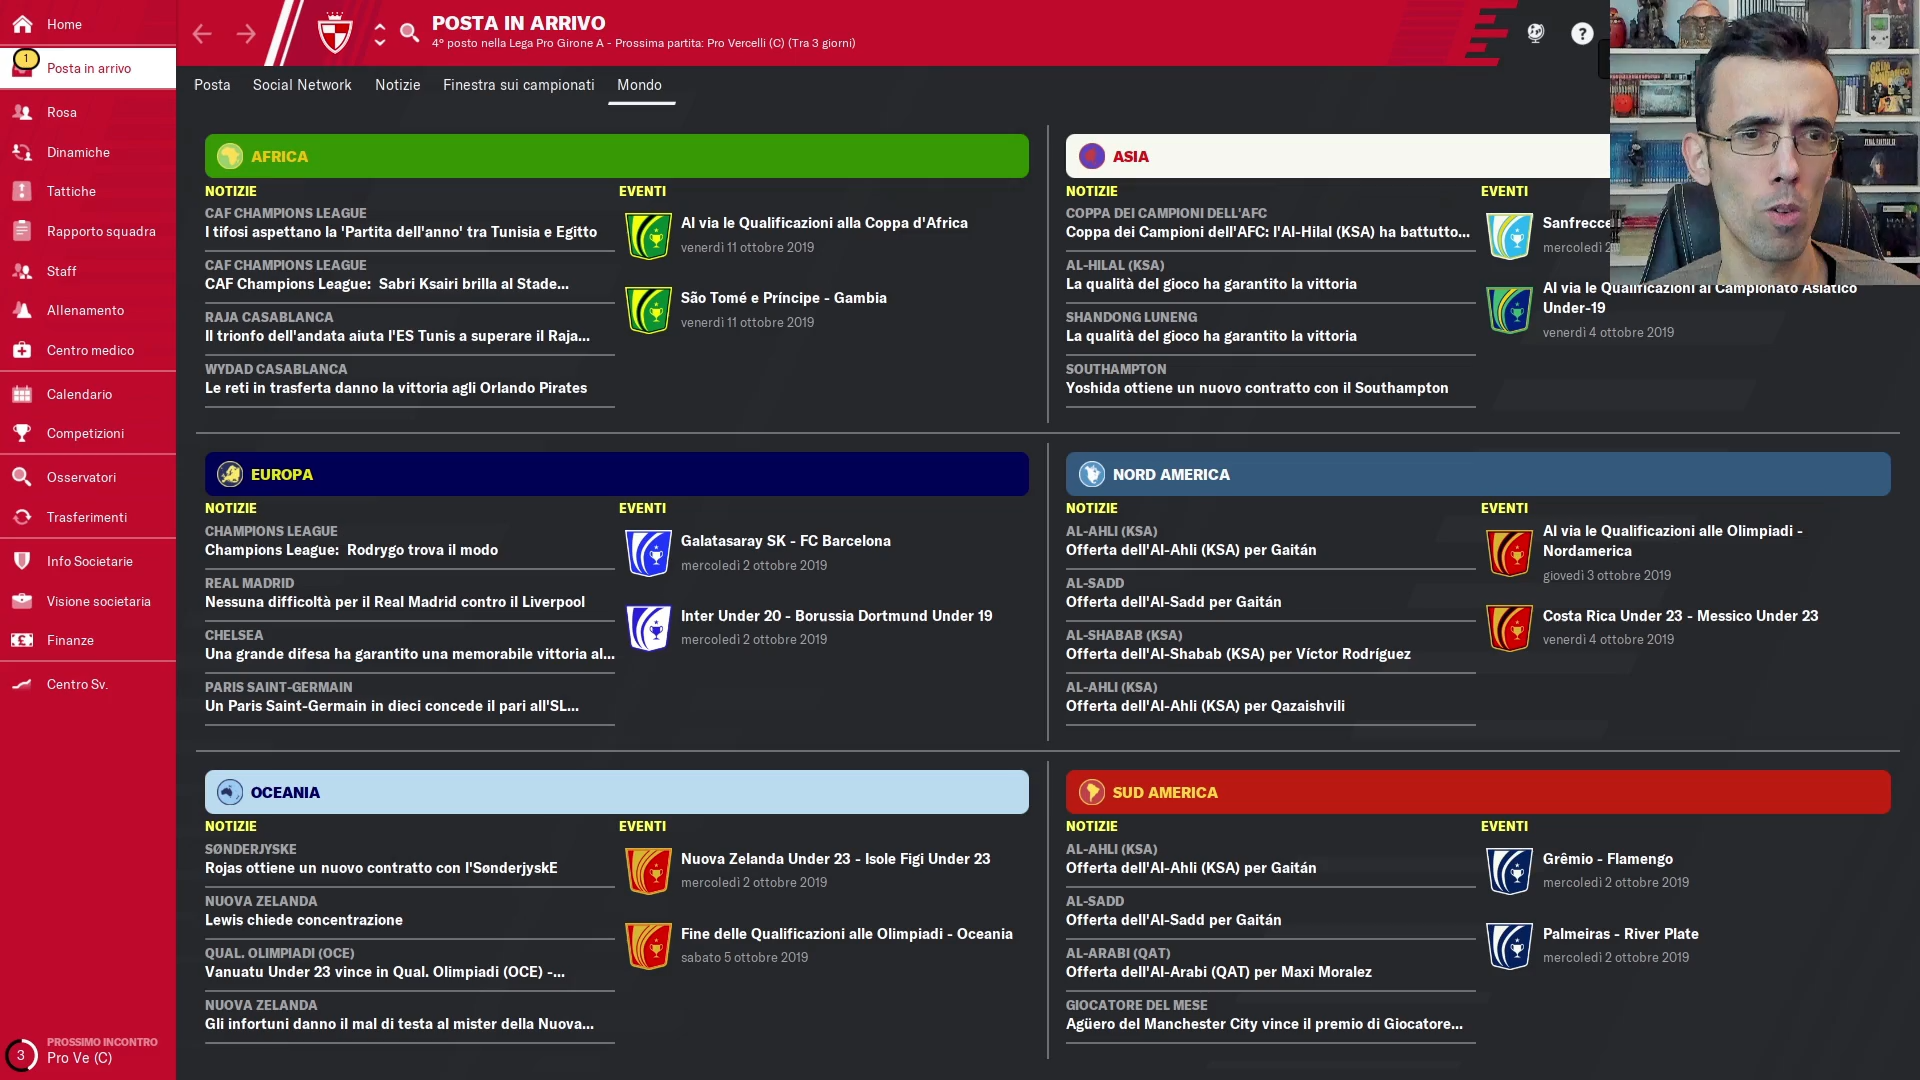 Home
1
Posta in arrivo
Rosa
Dinamiche
Tattiche
Rapporto squadra
Staff
Allenamento
Centro medico
Calendario
Competizioni
Osservatori
Trasferimenti
Info Societarie
Visione societaria
Finanze
Centro Sv.
3
PROSSIMO INCONTRO
Pro Ve (C)
POSTA IN ARRIVO
4° posto nella Lega Pro Girone A - Prossima partita: Pro Vercelli (C) (Tra 3 giorni)
?
Posta Social Network Notizie Finestra sui campionati Mondo
AFRICA
NOTIZIE
CAF CHAMPIONS LEAGUE
I tifosi aspettano la 'Partita dell'anno' tra Tunisia e Egitto
CAF CHAMPIONS LEAGUE
CAF Champions League: Sabri Ksairi brilla al Stade...
RAJA CASABLANCA
Il trionfo dell'andata aiuta l'ES Tunis a superare il Raja...
WYDAD CASABLANCA
Le reti in trasferta danno la vittoria agli Orlando Pirates
EVENTI
Al via le Qualificazioni alla Coppa d'Africa
venerdì 11 ottobre 2019
São Tomé e Príncipe - Gambia
venerdì 11 ottobre 2019
ASIA
NOTIZIE
COPPA DEI CAMPIONI DELL'AFC
Coppa dei Campioni dell'AFC: l'Al-Hilal (KSA) ha battutto...
AL-HILAL (KSA)
La qualità del gioco ha garantito la vittoria
SHANDONG LUNENG
La qualità del gioco ha garantito la vittoria
SOUTHAMPTON
Yoshida ottiene un nuovo contratto con il Southampton
EVENTI
Sanfrecce
mercoledì 2
Al via le Qualificazioni al Campionato Asiatico
Under-19
venerdì 4 ottobre 2019
EUROPA
NOTIZIE
CHAMPIONS LEAGUE
Champions League: Rodrygo trova il modo
REAL MADRID
Nessuna difficoltà per il Real Madrid contro il Liverpool
CHELSEA
Una grande difesa ha garantito una memorabile vittoria al...
PARIS SAINT-GERMAIN
Un Paris Saint-Germain in dieci concede il pari all'SL...
EVENTI
Galatasaray SK - FC Barcelona
mercoledì 2 ottobre 2019
Inter Under 20 - Borussia Dortmund Under 19
mercoledì 2 ottobre 2019
NORD AMERICA
NOTIZIE
AL-AHLI (KSA)
Offerta dell'Al-Ahli (KSA) per Gaitán
AL-SADD
Offerta dell'Al-Sadd per Gaitán
AL-SHABAB (KSA)
Offerta dell'Al-Shabab (KSA) per Víctor Rodríguez
AL-AHLI (KSA)
Offerta dell'Al-Ahli (KSA) per Qazaishvili
EVENTI
Al via le Qualificazioni alle Olimpiadi -
Nordamerica
giovedì 3 ottobre 2019
Costa Rica Under 23 - Messico Under 23
venerdì 4 ottobre 2019
OCEANIA
NOTIZIE
SØNDERJYSKE
Rojas ottiene un nuovo contratto con l'SønderjyskE
NUOVA ZELANDA
Lewis chiede concentrazione
QUAL. OLIMPIADI (OCE)
Vanuatu Under 23 vince in Qual. Olimpiadi (OCE) -...
NUOVA ZELANDA
Gli infortuni danno il mal di testa al mister della Nuova...
EVENTI
Nuova Zelanda Under 23 - Isole Figi Under 23
mercoledì 2 ottobre 2019
Fine delle Qualificazioni alle Olimpiadi - Oceania
sabato 5 ottobre 2019
SUD AMERICA
NOTIZIE
AL-AHLI (KSA)
Offerta dell'Al-Ahli (KSA) per Gaitán
AL-SADD
Offerta dell'Al-Sadd per Gaitán
AL-ARABI (QAT)
Offerta dell'Al-Arabi (QAT) per Maxi Moralez
GIOCATORE DEL MESE
Agüero del Manchester City vince il premio di Giocatore...
EVENTI
Grêmio - Flamengo
mercoledì 2 ottobre 2019
Palmeiras - River Plate
mercoledì 2 ottobre 2019